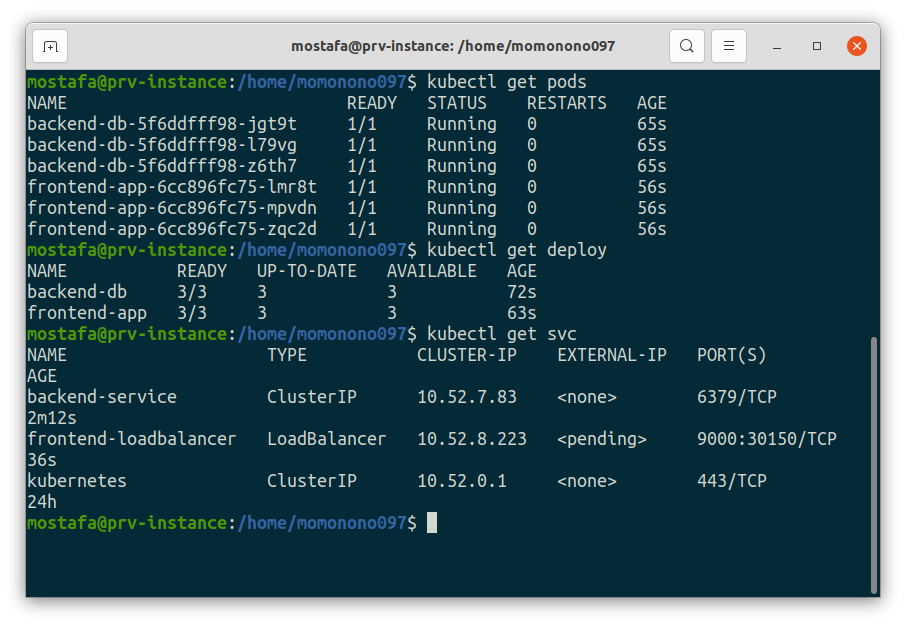 mostafa@prv-instance: /home/momonono097
mostafa@prv-instance:/home/momonono097$ kubectl get pods
NAME                            READY   STATUS    RESTARTS   AGE
backend-db-5f6ddfff98-jgt9t     1/1     Running   0          65s
backend-db-5f6ddfff98-l79vg     1/1     Running   0          65s
backend-db-5f6ddfff98-z6th7     1/1     Running   0          65s
frontend-app-6cc896fc75-lmr8t   1/1     Running   0          56s
frontend-app-6cc896fc75-mpvdn   1/1     Running   0          56s
frontend-app-6cc896fc75-zqc2d   1/1     Running   0          56s
mostafa@prv-instance:/home/momonono097$ kubectl get deploy
NAME           READY   UP-TO-DATE   AVAILABLE   AGE
backend-db     3/3     3            3           72s
frontend-app   3/3     3            3           63s
mostafa@prv-instance:/home/momonono097$ kubectl get svc
NAME                    TYPE           CLUSTER-IP    EXTERNAL-IP   PORT(S)
AGE
backend-service         ClusterIP      10.52.7.83    <none>        6379/TCP
2m12s
frontend-loadbalancer   LoadBalancer   10.52.8.223   <pending>     9000:30150/TCP
36s
kubernetes              ClusterIP      10.52.0.1     <none>        443/TCP
24h
mostafa@prv-instance:/home/momonono097$